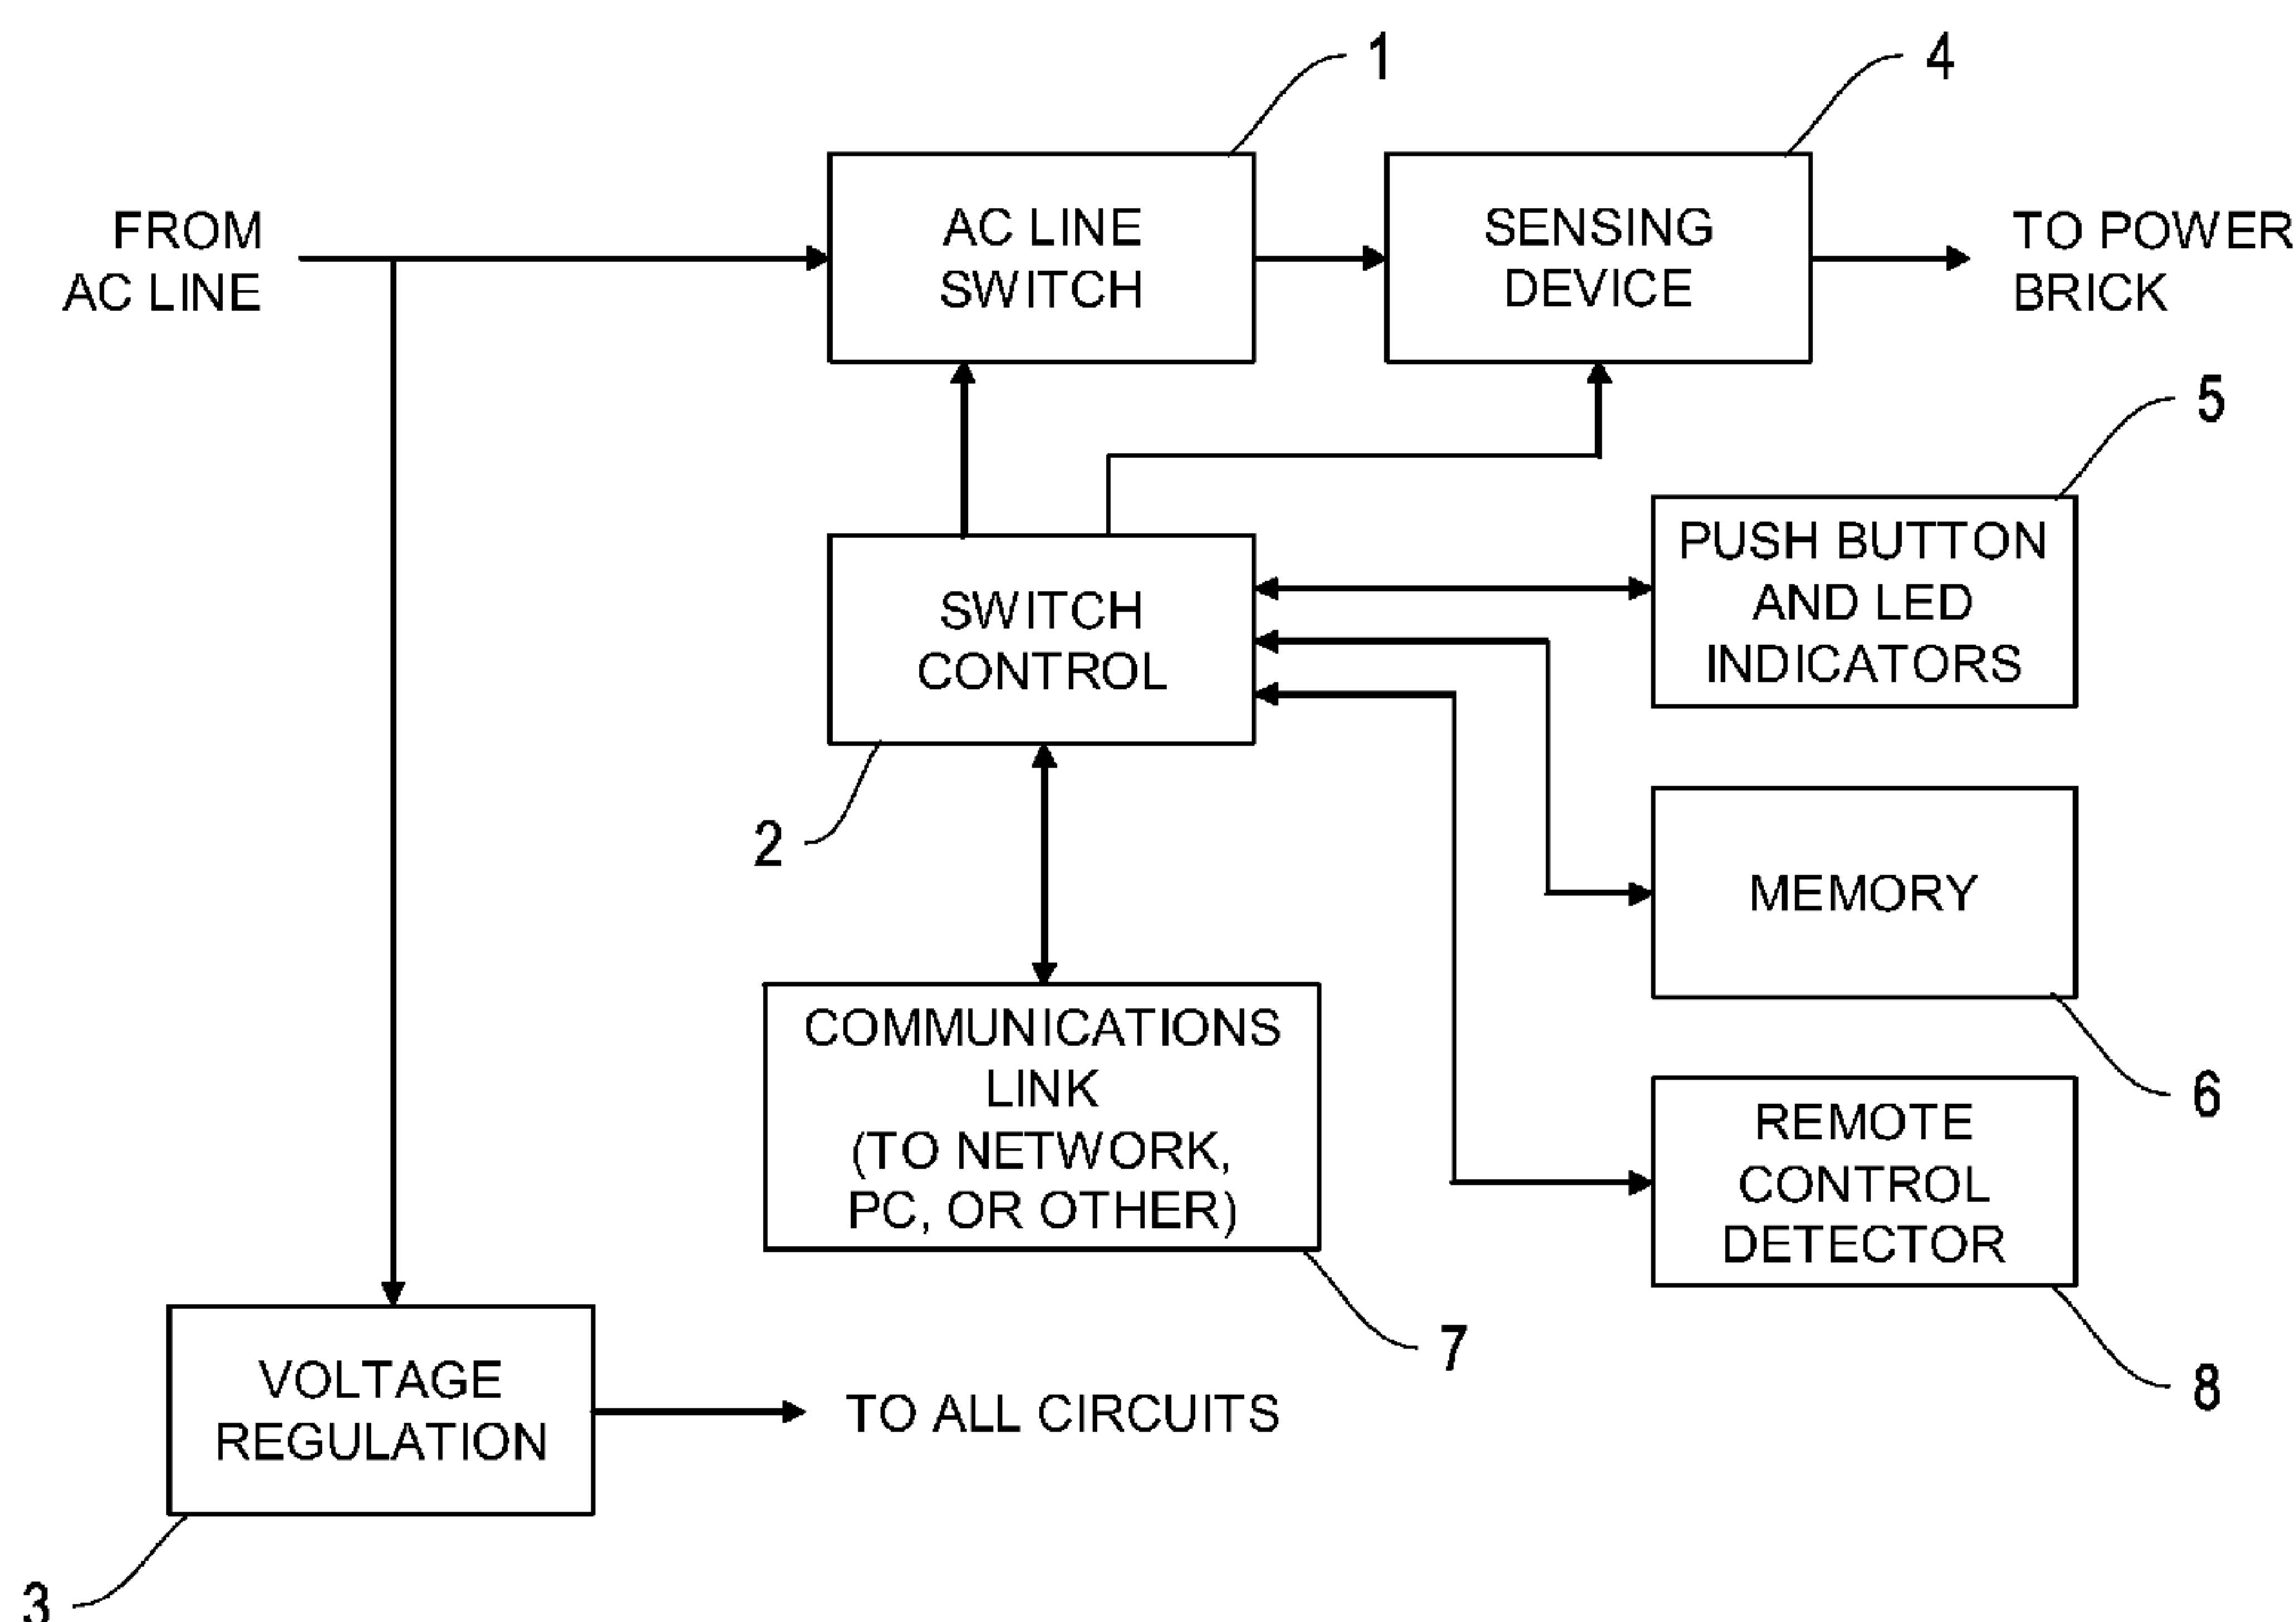 1
4
FROM
AC LINE
AC LINE
SWITCH
SENSING
DEVICE
TO POWER
BRICK
5
SWITCH
CONTROL
PUSH BUTTON
AND LED
INDICATORS
2
MEMORY
6
COMMUNICATIONS
LINK
(TO NETWORK,
PC, OR OTHER)
7
REMOTE
CONTROL
DETECTOR
8
VOLTAGE
REGULATION
TO ALL CIRCUITS
3